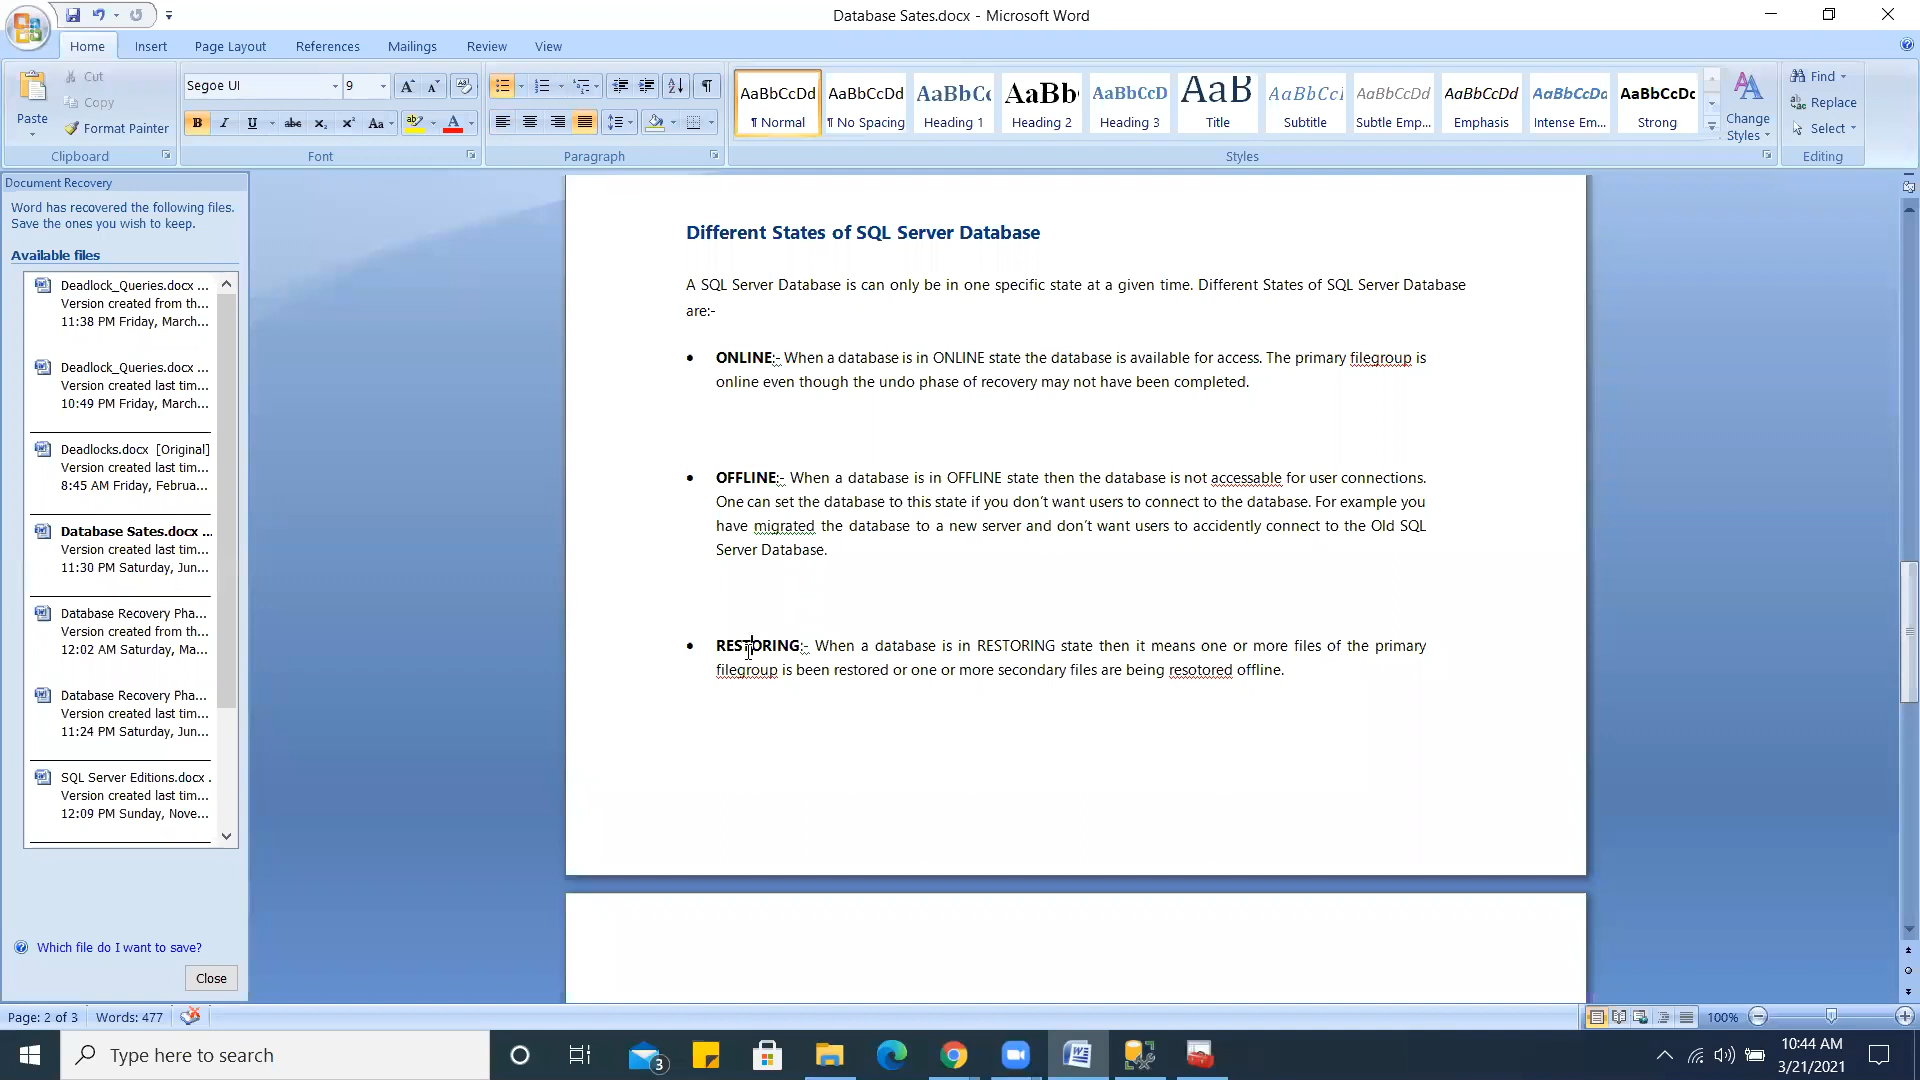 Database Sates.docx - Microsoft Word
Home Insert Page Layout References Mailings Review View
Paste
Cut
Copy
Format Painter
Clipboard
Segoe UI 9
Font
Paragraph
AaBbCcDd AaBbCcDd AaBbCc AaBb( AaBbCcD AaB AaBbCcI AaBbCcDd AaBbCcDd AaBbCcDa AaBbCcDc
¶ Normal ¶ No Spacing Heading 1 Heading 2 Heading 3 Title Subtitle Subtle Emp... Emphasis Intense Em... Strong
Styles
Change
Styles
Find
Replace
Select
Editing
Document Recovery
Word has recovered the following files.
Save the ones you wish to keep.
Available files
Deadlock_Queries.docx ...
Version created from th...
11:38 PM Friday, March...
Deadlock_Queries.docx ...
Version created last tim...
10:49 PM Friday, March...
Deadlocks.docx [Original]
Version created last tim...
8:45 AM Friday, Februa...
Database Sates.docx ...
Version created last tim...
11:30 PM Saturday, Jun...
Database Recovery Pha...
Version created from th...
12:02 AM Saturday, Ma...
Database Recovery Pha...
Version created last tim...
11:24 PM Saturday, Jun...
SQL Server Editions.docx .
Version created last tim...
12:09 PM Sunday, Nove...
Which file do I want to save?
Close
Different States of SQL Server Database
A SQL Server Database is can only be in one specific state at a given time. Different States of SQL Server Database
are:-
• ONLINE:- When a database is in ONLINE state the database is available for access. The primary filegroup is
online even though the undo phase of recovery may not have been completed.
• OFFLINE:- When a database is in OFFLINE state then the database is not accessable for user connections.
One can set the database to this state if you don't want users to connect to the database. For example you
have migrated the database to a new server and don't want users to accidently connect to the Old SQL
Server Database.
• RESTORING:- When a database is in RESTORING state then it means one or more files of the primary
filegroup is been restored or one or more secondary files are being resotored offline.
Page: 2 of 3 Words: 477
100%
Type here to search
3
10:44 AM
3/21/2021